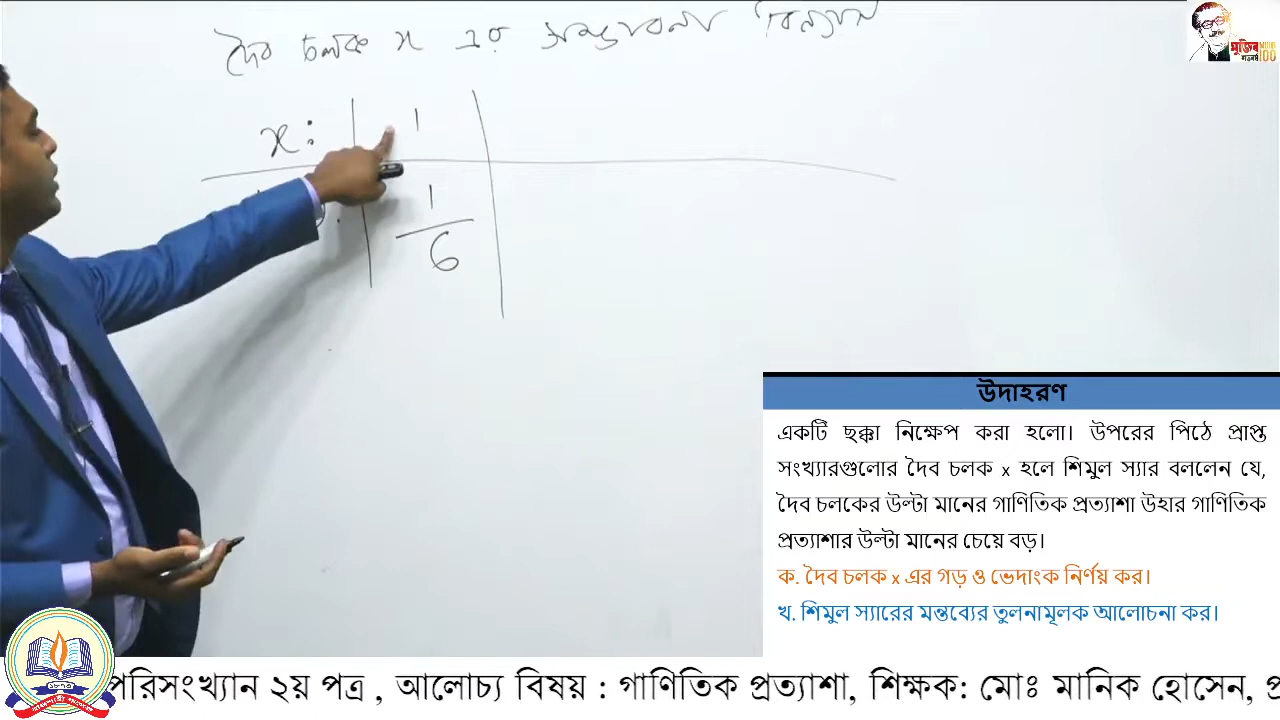 দৈব চলক x এর সম্ভাবনা বিন্যাস
x: 1
1
6
মুজিব
MUJIB
100
উদাহরণ
একটি ছক্কা নিক্ষেপ করা হলো। উপরের পিঠে প্রাপ্ত
সংখ্যারগুলোর দৈব চলক x হলে শিমুল স্যার বললেন যে,
দৈব চলকের উল্টা মানের গাণিতিক প্রত্যাশা উহার গাণিতিক
প্রত্যাশার উল্টা মানের চেয়ে বড়।
ক. দৈব চলক x এর গড় ও ভেদাংক নির্ণয় কর।
খ. শিমুল স্যারের মন্তব্যের তুলনামূলক আলোচনা কর।
পরিসংখ্যান ২য় পত্র , আলোচ্য বিষয় : গাণিতিক প্রত্যাশা, শিক্ষক: মোঃ মানিক হোসেন,